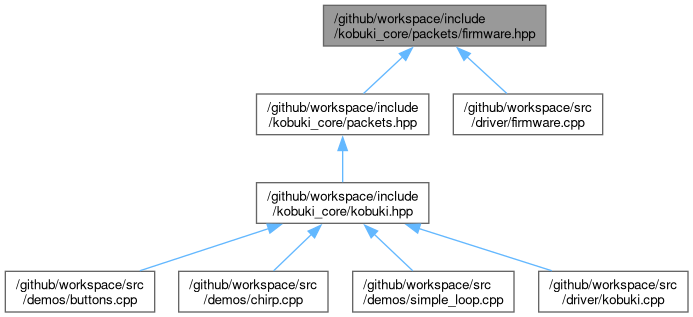 /github/workspace/include
/kobuki_core/packets/firmware.hpp
/github/workspace/include
/kobuki_core/packets.hpp
/github/workspace/src
/driver/firmware.cpp
/github/workspace/include
/kobuki_core/kobuki.hpp
/github/workspace/src
/demos/buttons.cpp
/github/workspace/src
/demos/chirp.cpp
/github/workspace/src
/demos/simple_loop.cpp
/github/workspace/src
/driver/kobuki.cpp